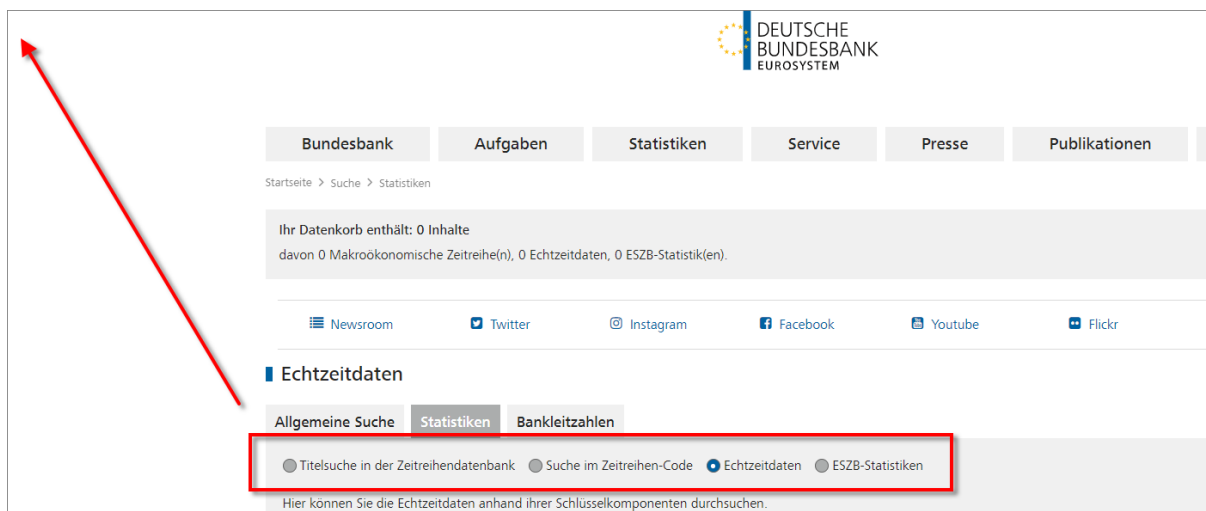 DEUTSCHE
BUNDESBANK
EUROSYSTEM
Bundesbank Aufgaben Statistiken Service Presse Publikationen
Startseite > Suche > Statistiken
Ihr Datenkorb enthält: 0 Inhalte
davon 0 Makroökonomische Zeitreihe(n), 0 Echtzeitdaten, 0 ESZB-Statistik(en).
Newsroom Twitter Instagram Facebook Youtube Flickr
Echtzeitdaten
Allgemeine Suche Statistiken Bankleitzahlen
Titelsuche in der Zeitreihendatenbank Suche im Zeitreihen-Code Echtzeitdaten ESZB-Statistiken
Hier können Sie die Echtzeitdaten anhand ihrer Schlüsselkomponenten durchsuchen.